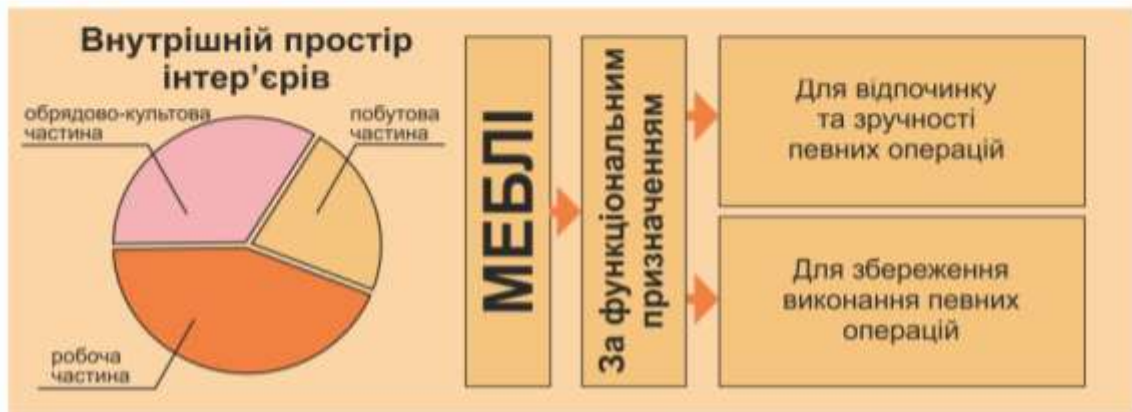 Внутрішній простір
інтер’єрів
обрядово-культова
частина
побутова
частина
робоча
частина
МЕБЛІ
За функціональним
призначенням
Для відпочинку
та зручності
певних операцій
Для збереження
виконання певних
операцій